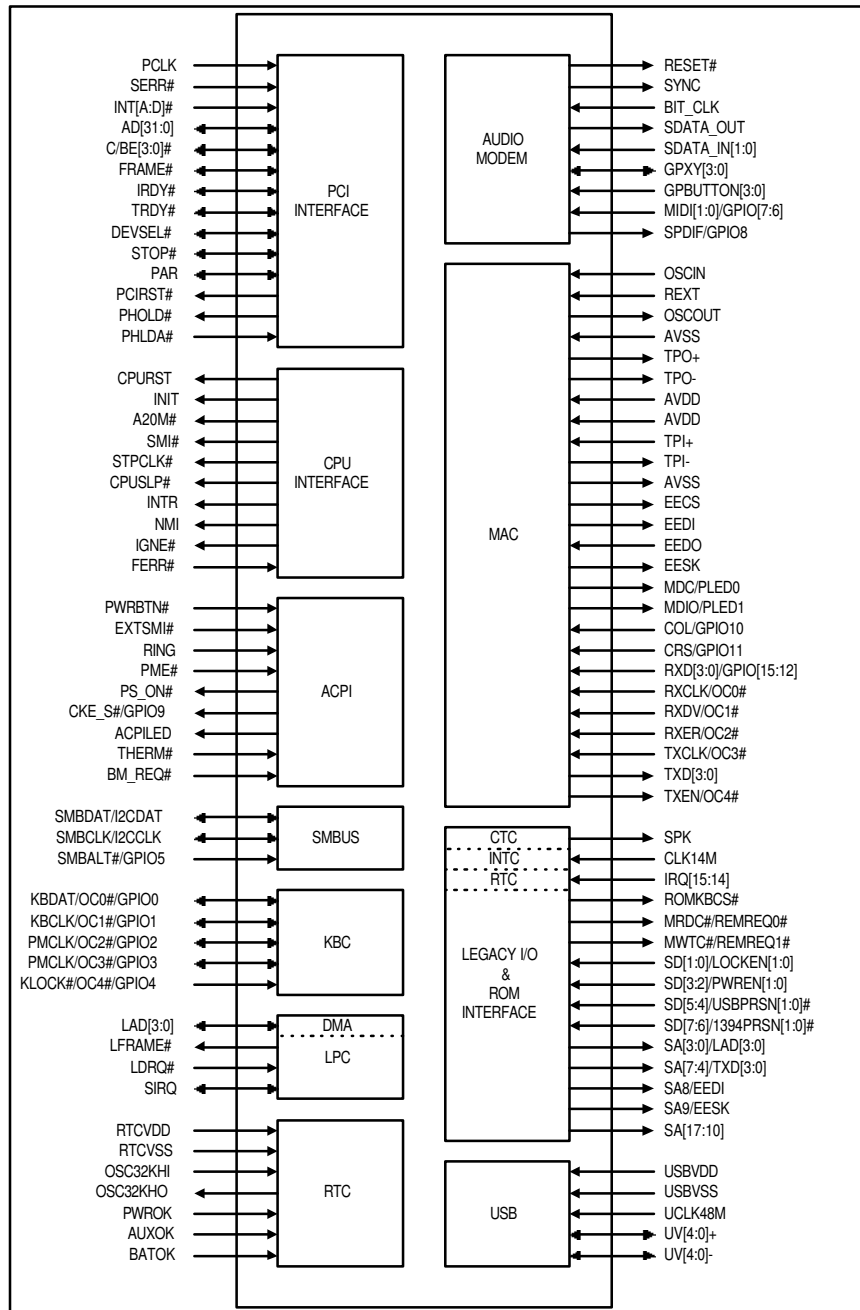 PCLK
SERR#
INT[A:D]#
AD[31:0]
C/BE[3:0]#
FRAME#
IRDY#
TRDY#
DEVSEL#
STOP#
PAR
PCIRST#
PHOLD#
PHLDA#
PCI
INTERFACE
CPURST
INIT
A20M#
SMI#
STPCLK#
CPUSLP#
INTR
NMI
IGNE#
FERR#
CPU
INTERFACE
PWRBTN#
EXTSMI#
RING
PME#
PS_ON#
CKE_S#/GPIO9
ACPILED
THERM#
BM_REQ#
ACPI
SMBDAT/I2CDAT
SMBCLK/I2CCLK
SMBALT#/GPIO5
SMBUS
KBDAT/OC0#/GPIO0
KBCLK/OC1#/GPIO1
PMCLK/OC2#/GPIO2
PMCLK/OC3#/GPIO3
KLOCK#/OC4#/GPIO4
KBC
LAD[3:0]
LFRAME#
LDRQ#
SIRQ
DMA
LPC
RTCVDD
RTCVSS
OSC32KHI
OSC32KHO
PWROK
AUXOK
BATOK
RTC
AUDIO
MODEM
RESET#
SYNC
BIT_CLK
SDATA_OUT
SDATA_IN[1:0]
GPXY[3:0]
GPBUTTON[3:0]
MIDI[1:0]/GPIO[7:6]
SPDIF/GPIO8
MAC
OSCIN
REXT
OSCOUT
AVSS
TPO+
TPO-
AVDD
AVDD
TPI+
TPI-
AVSS
EECS
EEDI
EEDO
EESK
MDC/PLED0
MDIO/PLED1
COL/GPIO10
CRS/GPIO11
RXD[3:0]/GPIO[15:12]
RXCLK/OC0#
RXDV/OC1#
RXER/OC2#
TXCLK/OC3#
TXD[3:0]
TXEN/OC4#
CTC
INTC
RTC
LEGACY I/O
&
ROM
INTERFACE
SPK
CLK14M
IRQ[15:14]
ROMKBCS#
MRDC#/REMREQ0#
MWTC#/REMREQ1#
SD[1:0]/LOCKEN[1:0]
SD[3:2]/PWREN[1:0]
SD[5:4]/USBPRSN[1:0]#
SD[7:6]/1394PRSN[1:0]#
SA[3:0]/LAD[3:0]
SA[7:4]/TXD[3:0]
SA8/EEDI
SA9/EESK
SA[17:10]
USB
USBVDD
USBVSS
UCLK48M
UV[4:0]+
UV[4:0]-